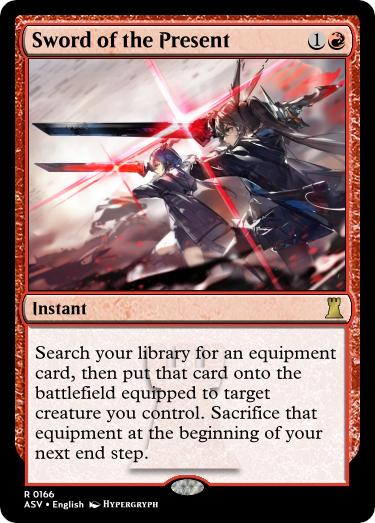 Sword of the Present 1
Instant
Search your library for an equipment
card, then put that card onto the
battlefield equipped to target
creature you control. Sacrifice that
equipment at the beginning of your
next end step.
R 0166
ASV • English HYPERGRYPH